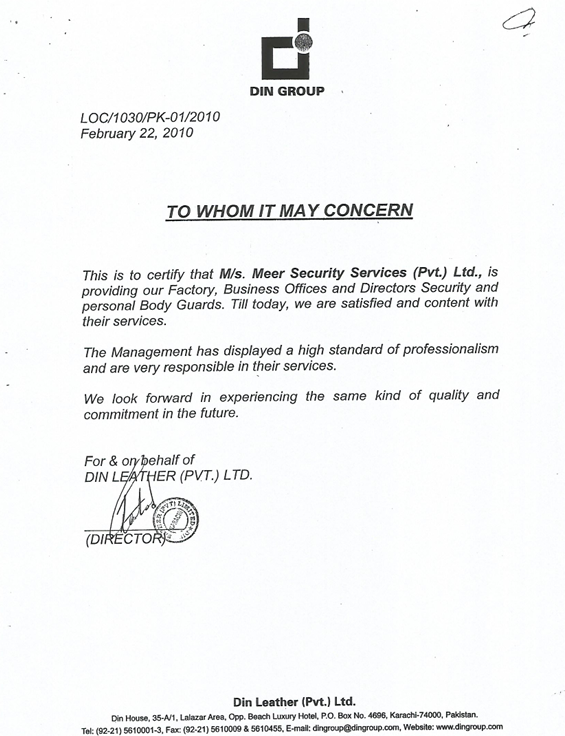 DIN GROUP
LOC/1030/PK-01/2010
February 22, 2010
TO WHOM IT MAY CONCERN
This is to certify that M/s. Meer Security Services (Pvt.) Ltd., is
providing our Factory, Business Offices and Directors Security and
personal Body Guards. Till today, we are satisfied and content with
their services.
The Management has displayed a high standard of professionalism
and are very responsible in their services.
We look forward in experiencing the same kind of quality and
commitment in the future.
For & on behalf of
DIN LEATHER (PVT.) LTD.
(DIRECTOR)
Din Leather (Pvt.) Ltd.
Din House, 35-A/1, Lalazar Area, Opp. Beach Luxury Hotel, P.O. Box No. 4696, Karachi-74000, Pakistan.
Tel: (92-21) 5610001-3, Fax: (92-21) 5610009 & 5610455, E-mail: dingroup@dingroup.com, Website: www.dingroup.com